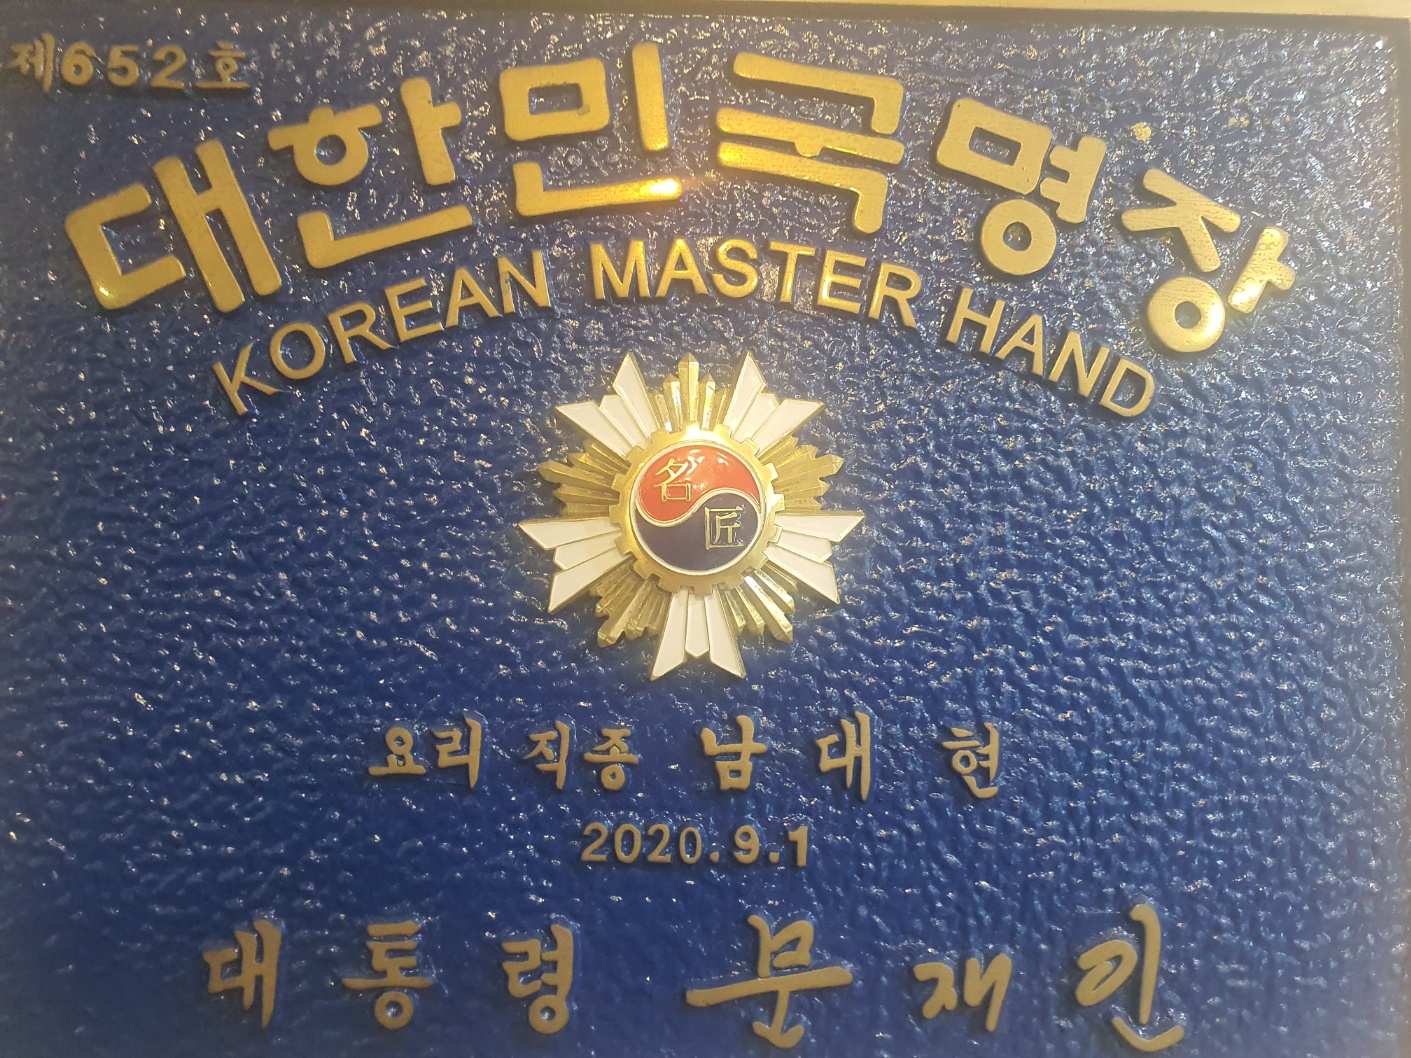 제652호
대한민국명장
KOREAN MASTER HAND
名
匠
요리 직종 남대현
2020.9.1
대통령 문재인